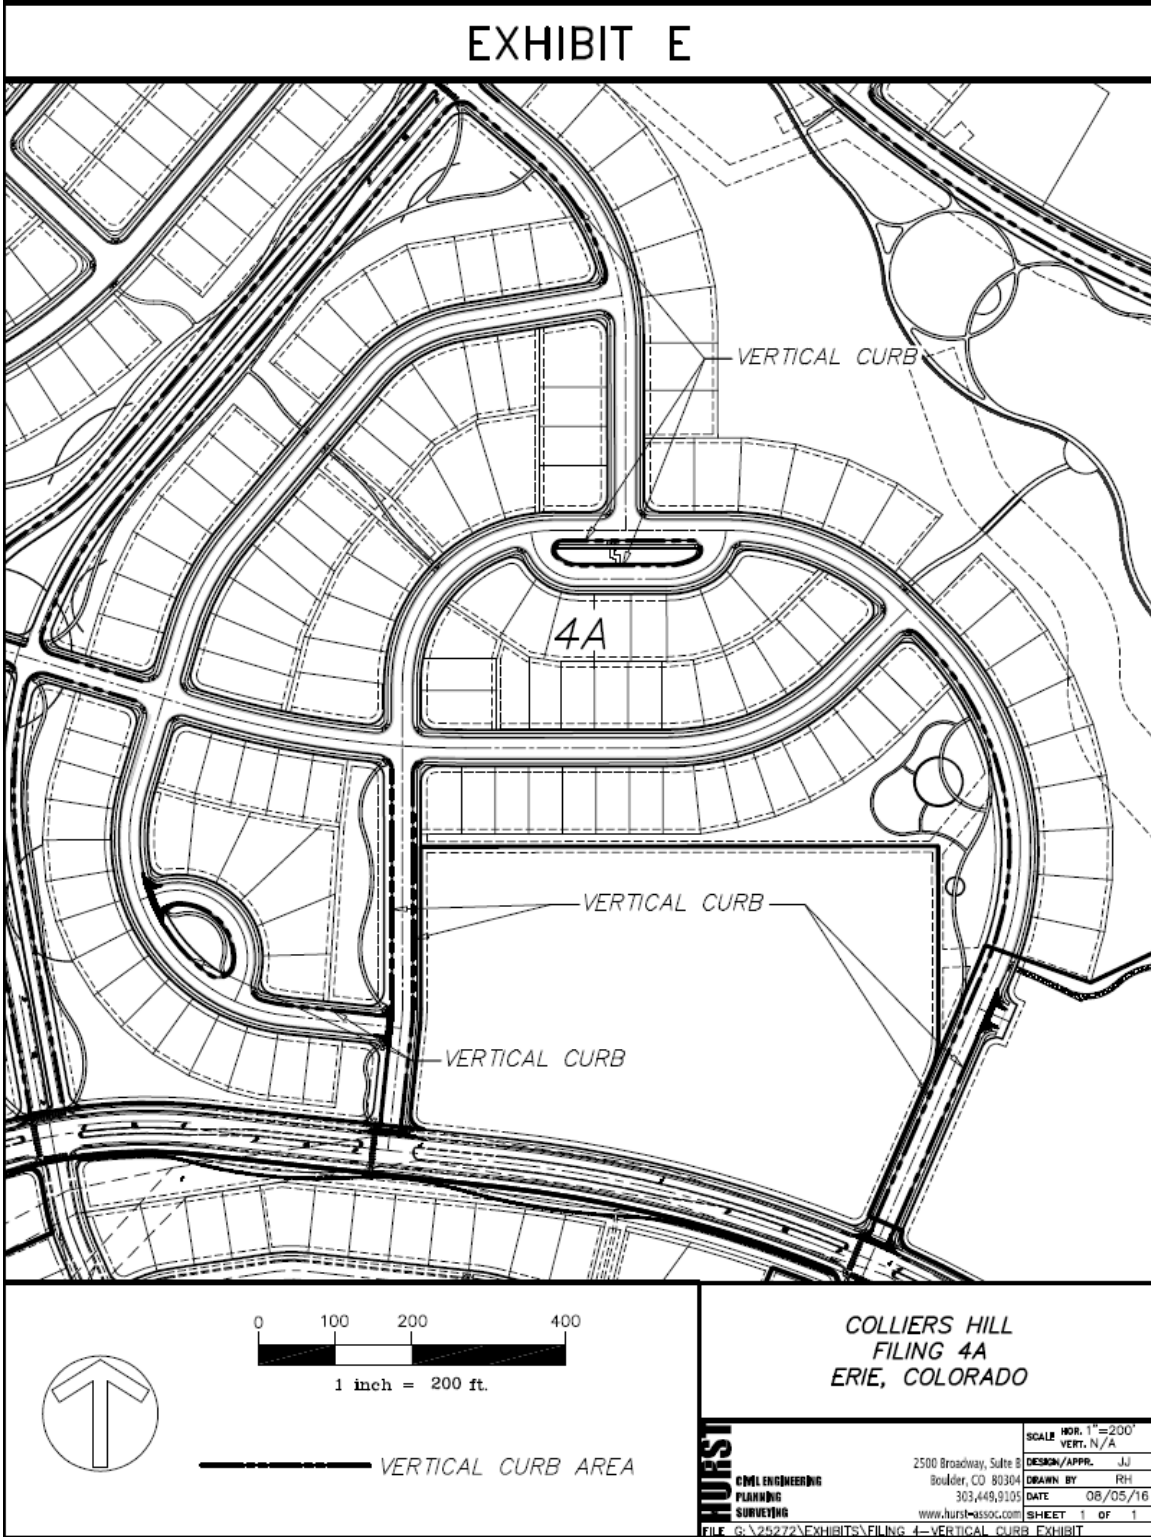 EXHIBIT E
VERTICAL CURB
4A
VERTICAL CURB
VERTICAL CURB
0 100 200 400
1 inch = 200 ft.
VERTICAL CURB AREA
COLLIERS HILL
FILING 4A
ERIE, COLORADO
HURST
CIVIL ENGINEERING
PLANNING
SURVEYING
2500 Broadway, Suite B
Boulder, CO 80304
303.449.9105
www.hurst-assoc.com
SCALE HOR. 1"=200'
VERT. N/A
DESIGN/APPR. JJ
DRAWN BY RH
DATE 08/05/16
SHEET 1 OF 1
FILE G:\25272\EXHIBITS\FILING 4-VERTICAL CURB EXHIBIT